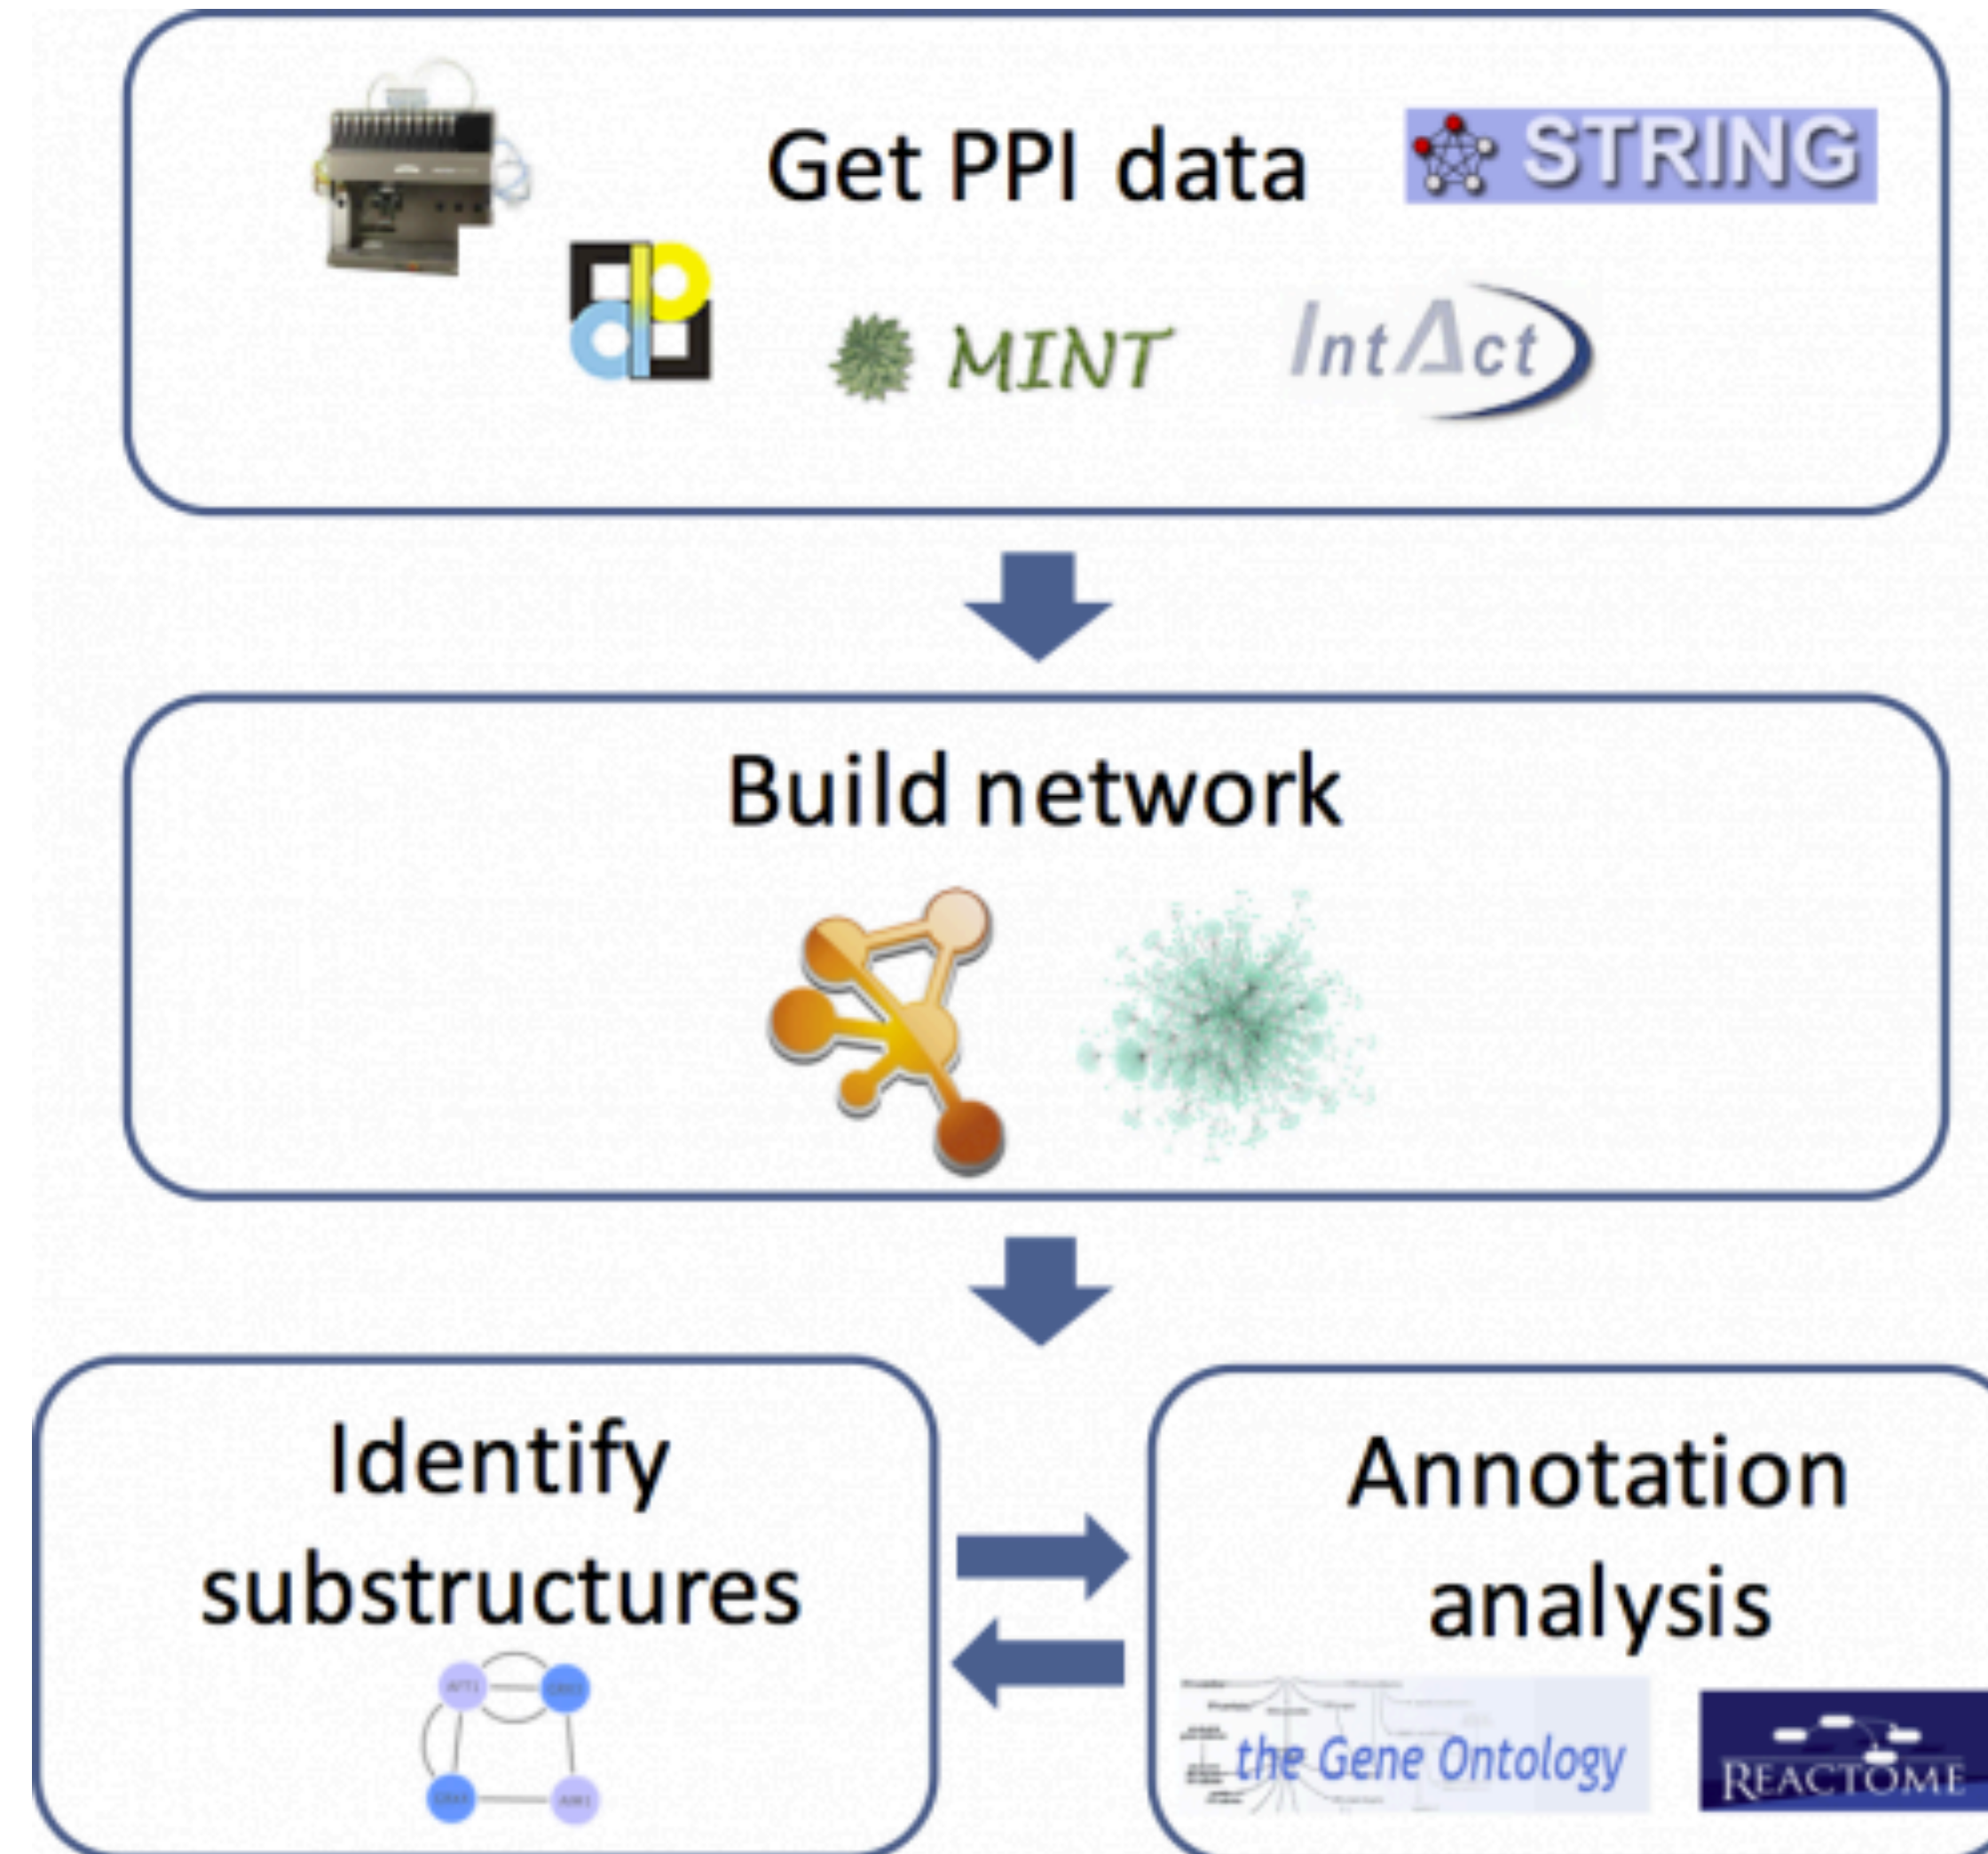 Get PPI data
STRING
MINT
IntAct
Build network
Identify
substructures
Annotation
analysis
the Gene Ontology
REACTOME